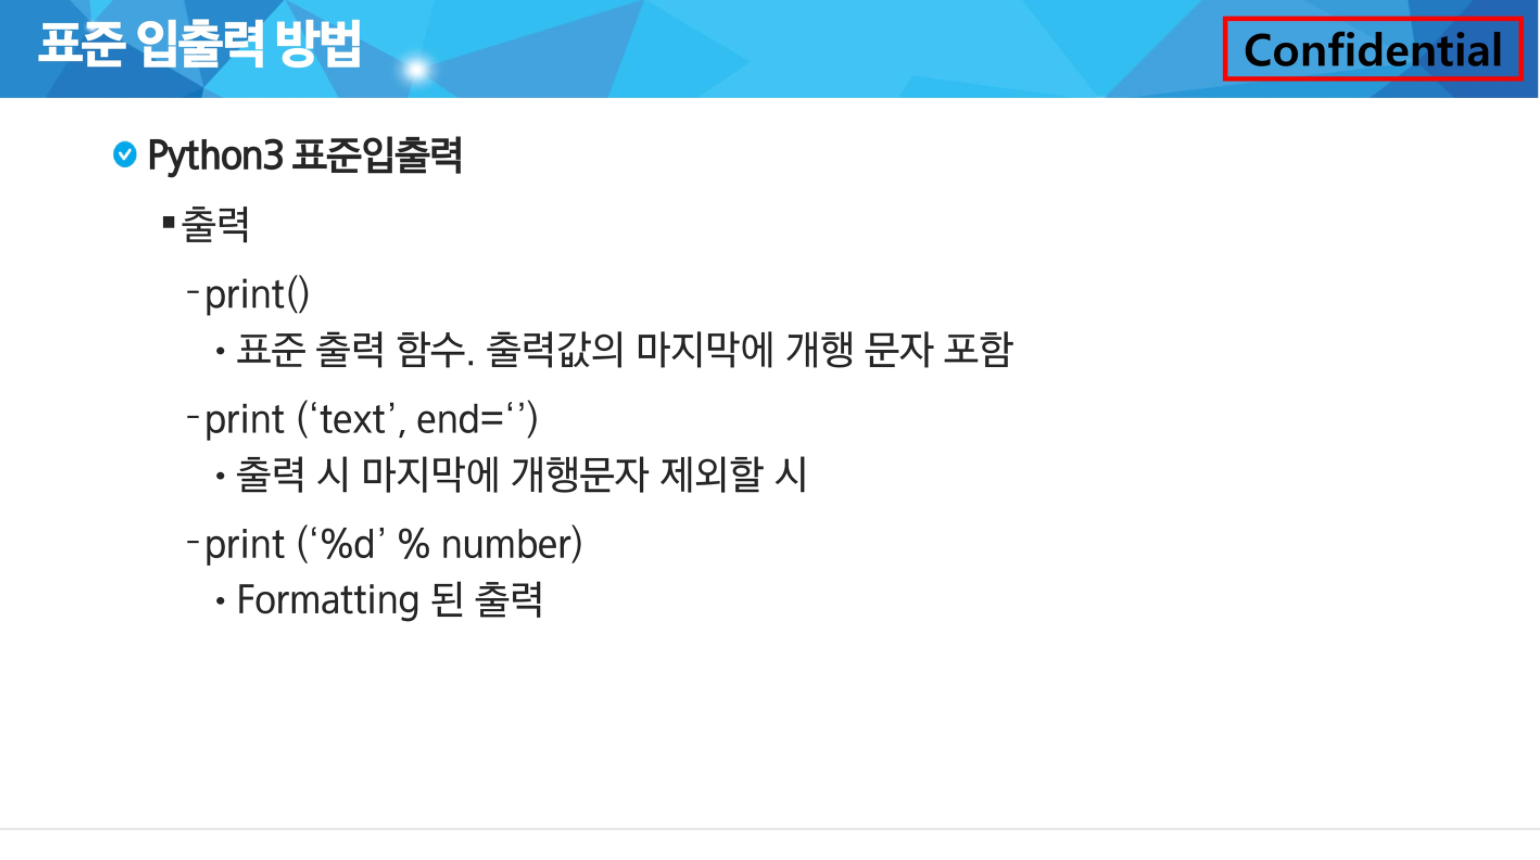 표준 입출력 방법
Confidential
Python3 표준입출력
▪출력
-print()
• 표준 출력 함수. 출력값의 마지막에 개행 문자 포함
-print (‘text’, end=‘’)
• 출력 시 마지막에 개행문자 제외할 시
-print (‘%d’ % number)
• Formatting 된 출력